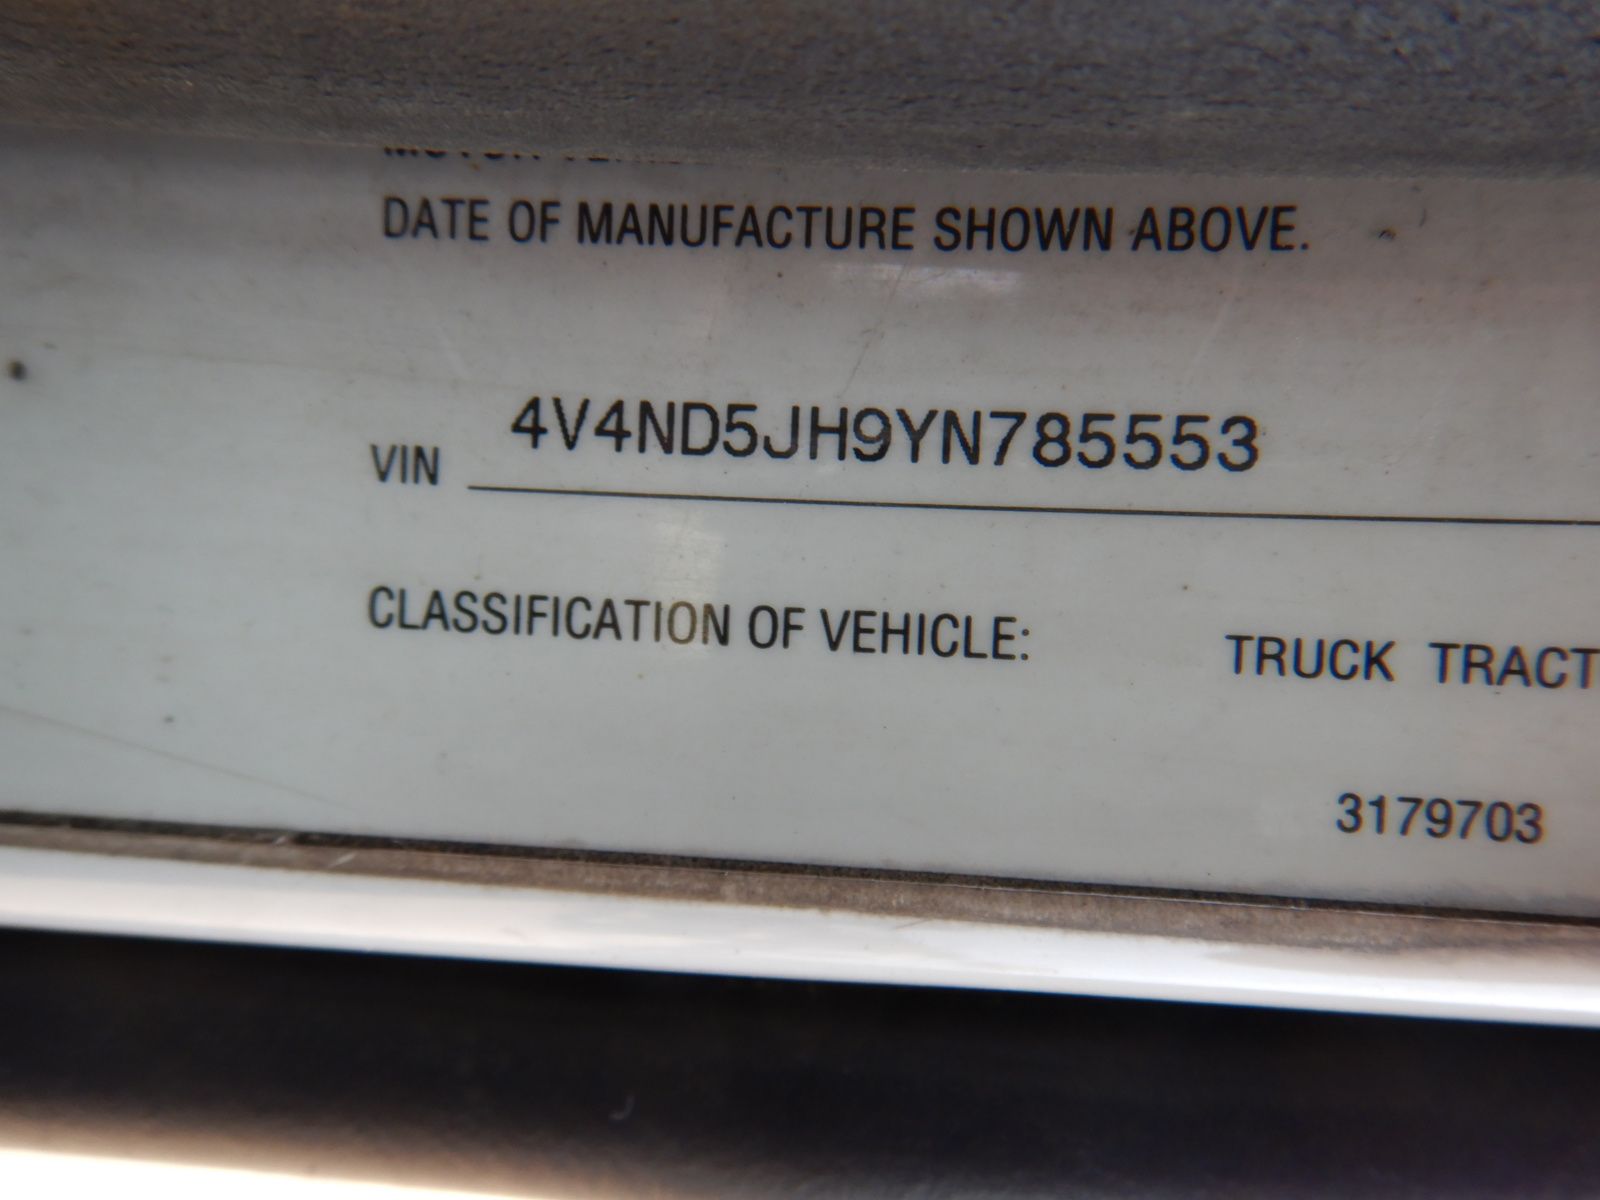 DATE OF MANUFACTURE SHOWN ABOVE.
VIN 4V4ND5JH9YN785553
CLASSIFICATION OF VEHICLE: TRUCK TRACT
3179703